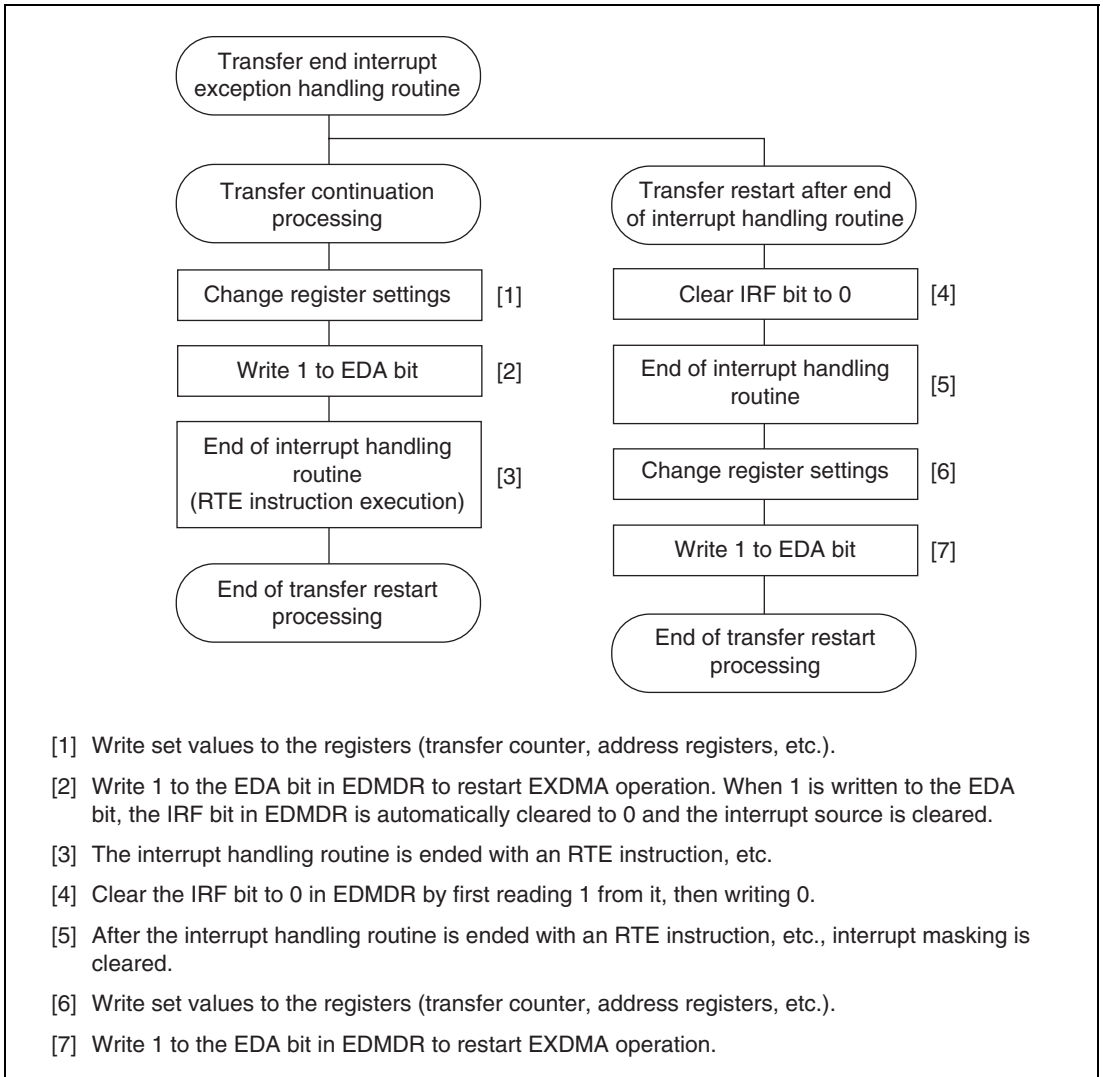 Transfer end interrupt
exception handling routine
Transfer continuation
processing
Change register settings [1]
Write 1 to EDA bit [2]
End of interrupt handling
routine
(RTE instruction execution) [3]
End of transfer restart
processing
Transfer restart after end
of interrupt handling routine
Clear IRF bit to 0 [4]
End of interrupt handling
routine [5]
Change register settings [6]
Write 1 to EDA bit [7]
End of transfer restart
processing
[1] Write set values to the registers (transfer counter, address registers, etc.).
[2] Write 1 to the EDA bit in EDMDR to restart EXDMA operation. When 1 is written to the EDA
bit, the IRF bit in EDMDR is automatically cleared to 0 and the interrupt source is cleared.
[3] The interrupt handling routine is ended with an RTE instruction, etc.
[4] Clear the IRF bit to 0 in EDMDR by first reading 1 from it, then writing 0.
[5] After the interrupt handling routine is ended with an RTE instruction, etc., interrupt masking is
cleared.
[6] Write set values to the registers (transfer counter, address registers, etc.).
[7] Write 1 to the EDA bit in EDMDR to restart EXDMA operation.